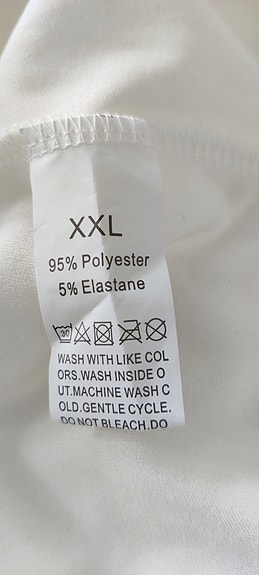 XXL
95% Polyester
5% Elastane
30
WASH WITH LIKE COL
ORS.WASH INSIDE O
UT.MACHINE WASH C
OLD.GENTLE CYCLE.
DO NOT BLEACH.DO